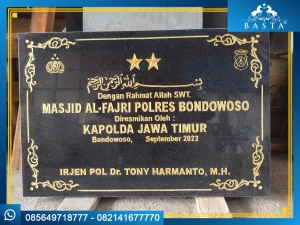 BASTA
بسم الله الرحمن الرحيم
Dengan Rahmat Allah SWT.
MASJID AL-FAJRI POLRES BONDOWOSO
Diresmikan Oleh :
KAPOLDA JAWA TIMUR
Bondowoso, September 2023
IRJEN POL Dr. TONY HARMANTO, M.H.
085649718777 - 082141677770